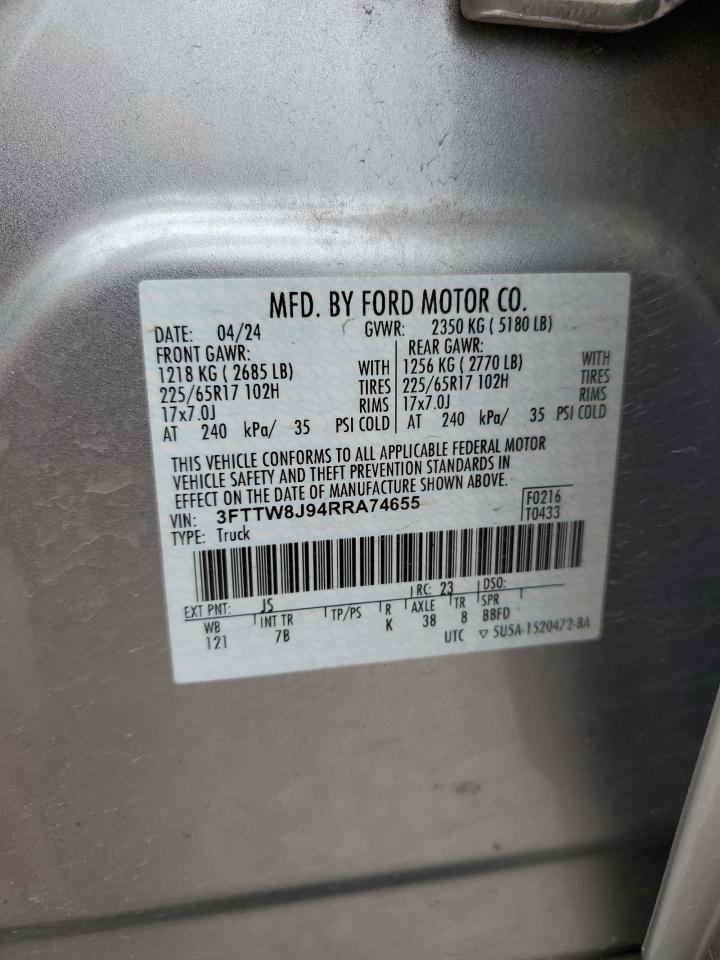 MFD. BY FORD MOTOR CO.
DATE: 04/24 GVWR: 2350 KG ( 5180 LB)
FRONT GAWR: REAR GAWR:
1218 KG ( 2685 LB) WITH 1256 KG ( 2770 LB) WITH
225/65R17 102H TIRES 225/65R17 102H TIRES
17x7.0J RIMS 17x7.0J RIMS
AT 240 kPa/ 35 PSI COLD AT 240 kPa/ 35 PSI COLD
THIS VEHICLE CONFORMS TO ALL APPLICABLE FEDERAL MOTOR
VEHICLE SAFETY AND THEFT PREVENTION STANDARDS IN
EFFECT ON THE DATE OF MANUFACTURE SHOWN ABOVE.
VIN: 3FTTW8J94RRA74655 F0216
TYPE: Truck T0433
EXT PNT: JS RC: 23 DSO:
WB INT TR TP/PS R AXLE TR SPR
121 7B K 38 8 BBFD
UTC ▽ 5U5A-1520472-BA